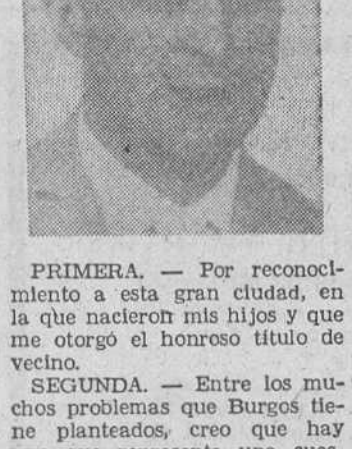 PRIMERA. — Por reconoci-
miento a esta gran ciudad, en
la que nacieron mis hijos y que
me otorgó el honroso título de
vecino.
SEGUNDA. — Entre los mu-
chos problemas que Burgos tie-
ne planteados, creo que hay